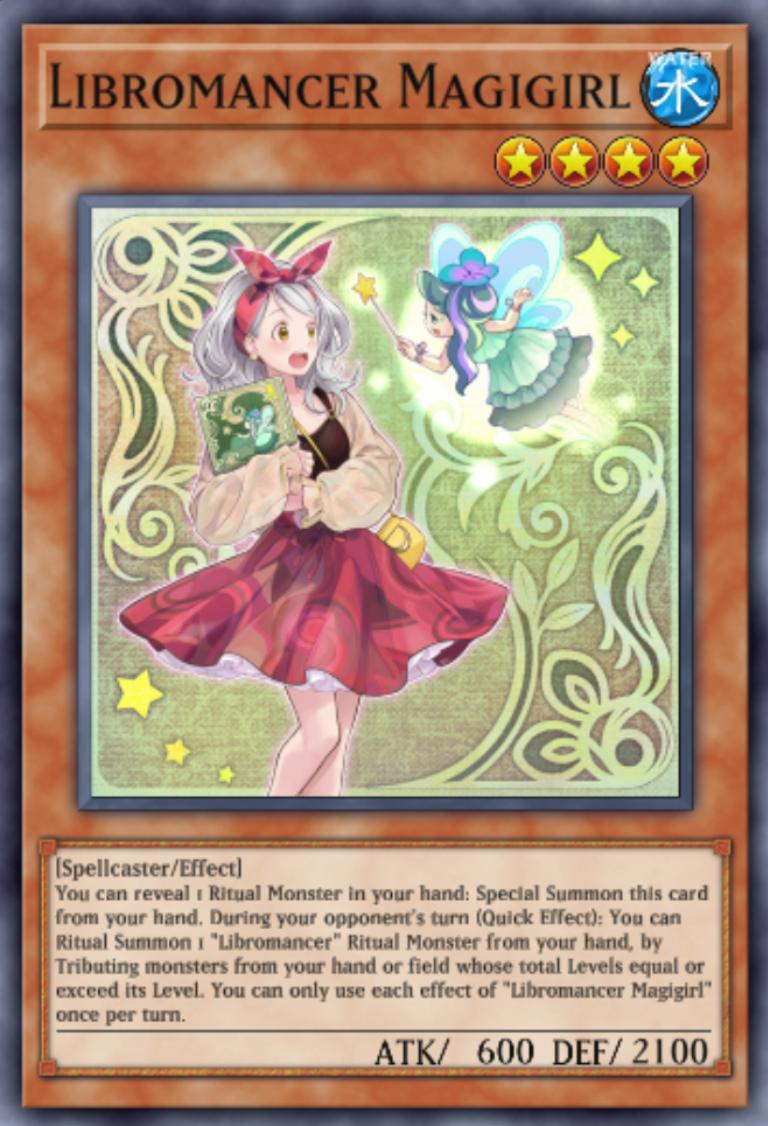 Libromancer Magigirl
WATER
水
[Spellcaster/Effect]
You can reveal 1 Ritual Monster in your hand: Special Summon this card
from your hand. During your opponent's turn (Quick Effect): You can
Ritual Summon 1 "Libromancer" Ritual Monster from your hand, by
Tributing monsters from your hand or field whose total Levels equal or
exceed its Level. You can only use each effect of "Libromancer Magigirl"
once per turn.
ATK/ 600 DEF/ 2100